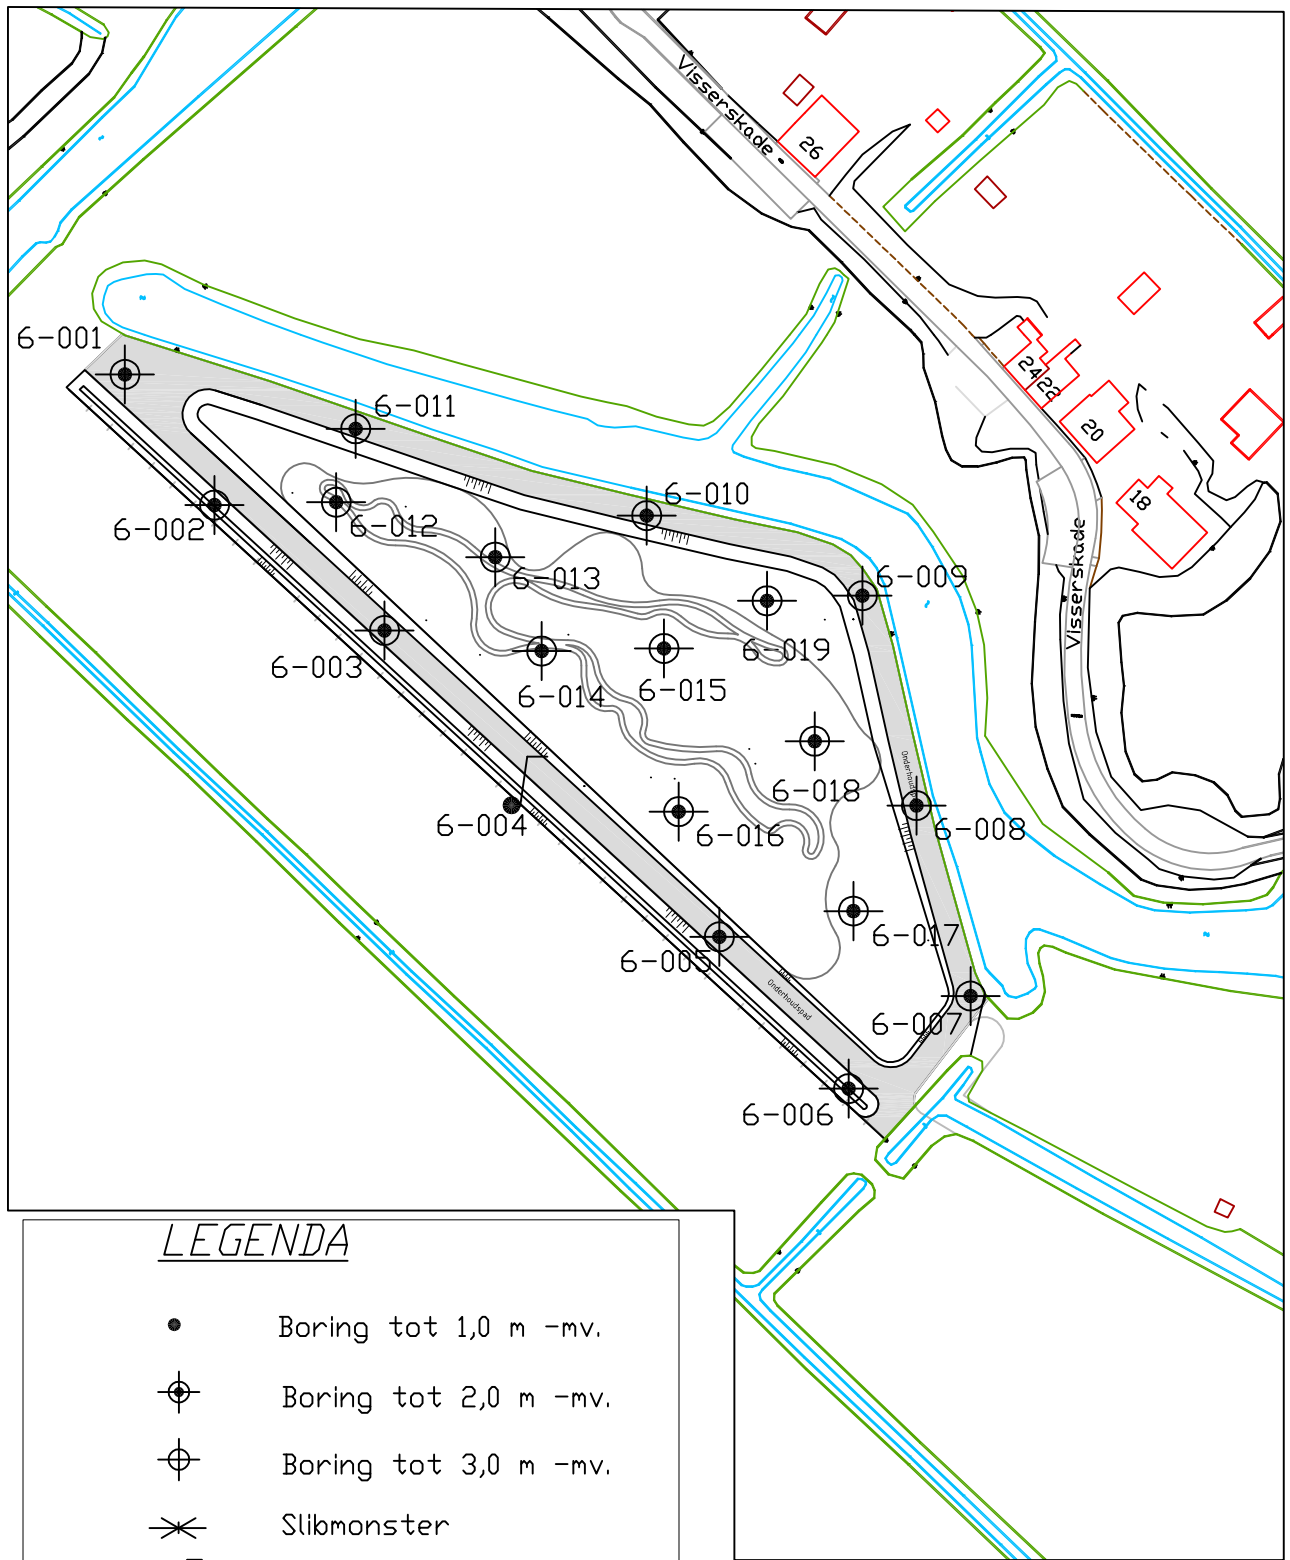 Visserskade
26
6-001
24
22
6-011
20
6-010
18
6-002
6-012
6-013
6-009
Visserskade
6-003
6-019
6-014
6-015
Onderhoudspad
6-018
6-004
6-016
6-008
6-017
6-005
Onderhoudspad
6-007
6-006
LEGENDA
Boring tot 1,0 m -mv.
Boring tot 2,0 m -mv.
Boring tot 3,0 m -mv.
Slibmonster